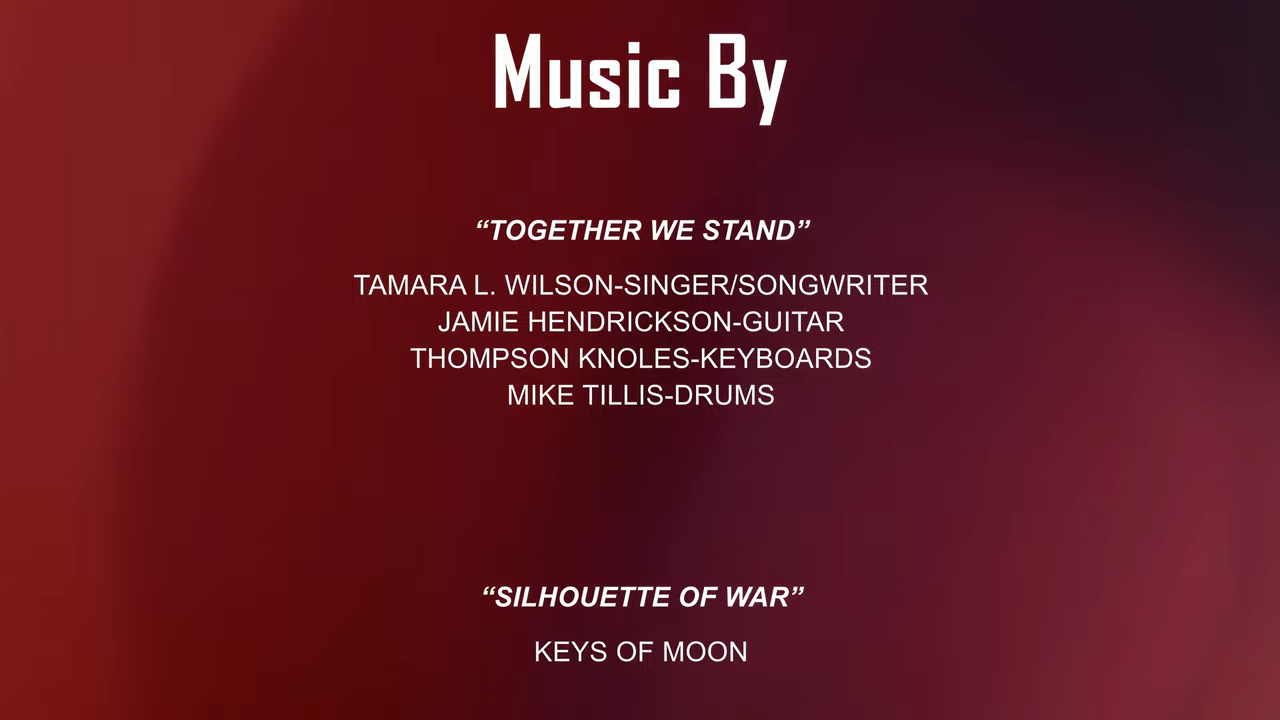 Music By
“TOGETHER WE STAND”
TAMARA L. WILSON-SINGER/SONGWRITER
JAMIE HENDRICKSON-GUITAR
THOMPSON KNOLES-KEYBOARDS
MIKE TILLIS-DRUMS
“SILHOUETTE OF WAR”
KEYS OF MOON